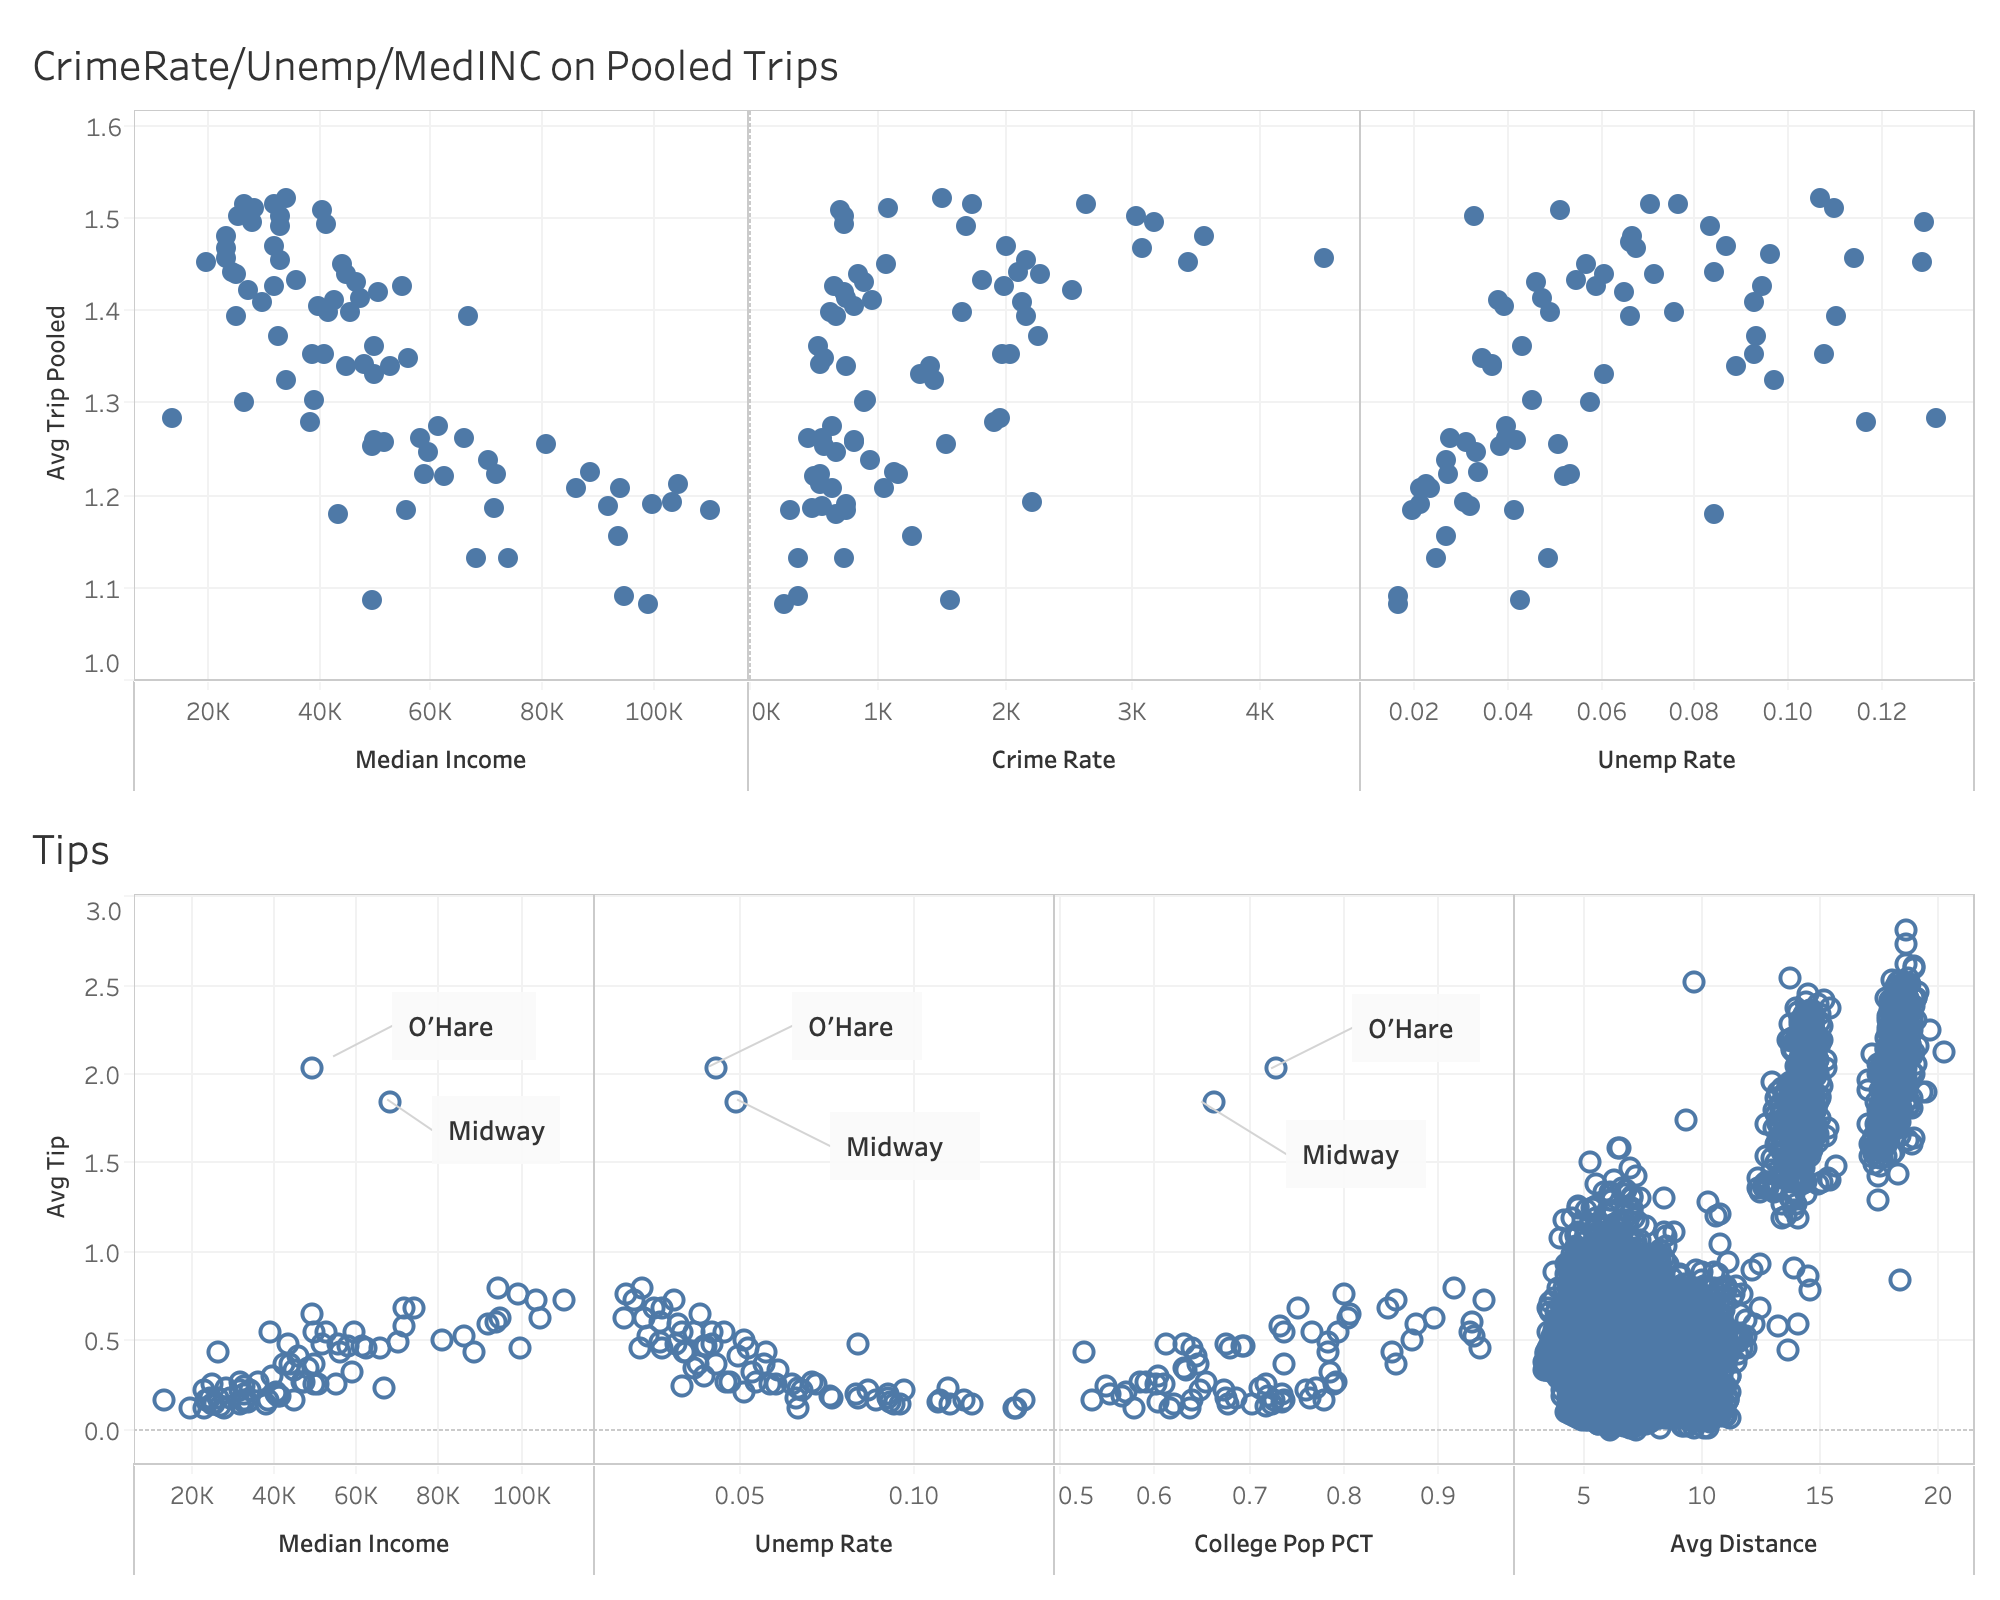 CrimeRate/Unemp/MedINC on Pooled Trips
1.6
1.5
1.4
1.3
1.2
1.1
1.0
Avg Trip Pooled
20K 40K 60K 80K 100K 0K 1K 2K 3K 4K 0.02 0.04 0.06 0.08 0.10 0.12
Median Income Crime Rate Unemp Rate
Tips
3.0
2.5
2.0
1.5
1.0
0.5
0.0
Avg Tip
O'Hare O'Hare O'Hare
Midway Midway Midway
20K 40K 60K 80K 100K 0.05 0.10 0.5 0.6 0.7 0.8 0.9 5 10 15 20
Median Income Unemp Rate College Pop PCT Avg Distance